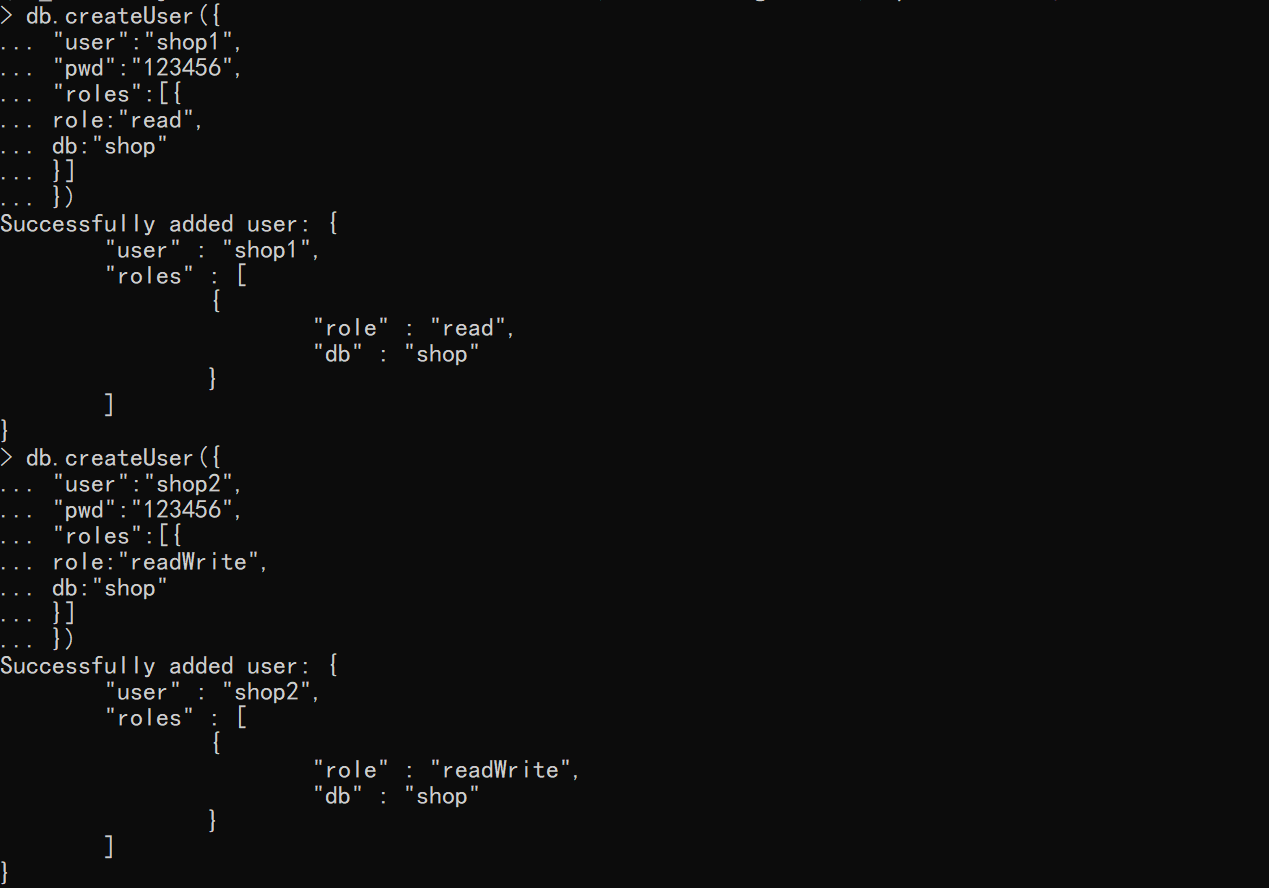 > db.createUser({
... "user":"shop1",
... "pwd":"123456",
... "roles":[{
... role:"read",
... db:"shop"
... }]
... })
Successfully added user: {
        "user" : "shop1",
        "roles" : [
                {
                        "role" : "read",
                        "db" : "shop"
                }
        ]
}
> db.createUser({
... "user":"shop2",
... "pwd":"123456",
... "roles":[{
... role:"readWrite",
... db:"shop"
... }]
... })
Successfully added user: {
        "user" : "shop2",
        "roles" : [
                {
                        "role" : "readWrite",
                        "db" : "shop"
                }
        ]
}